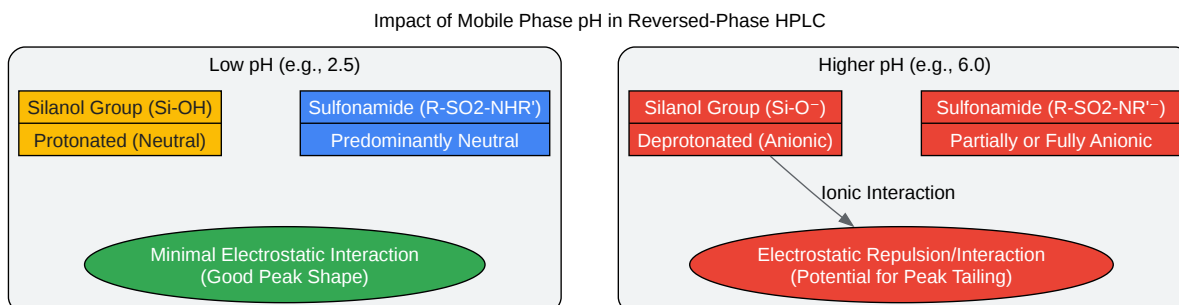 Impact of Mobile Phase pH in Reversed-Phase HPLC
Low pH (e.g., 2.5)
Silanol Group (Si-OH)
Protonated (Neutral)
Sulfonamide (R-SO2-NHR')
Predominantly Neutral
Minimal Electrostatic Interaction
(Good Peak Shape)
Higher pH (e.g., 6.0)
Silanol Group (Si-O⁻)
Deprotonated (Anionic)
Sulfonamide (R-SO2-NR'⁻)
Partially or Fully Anionic
Ionic Interaction
Electrostatic Repulsion/Interaction
(Potential for Peak Tailing)